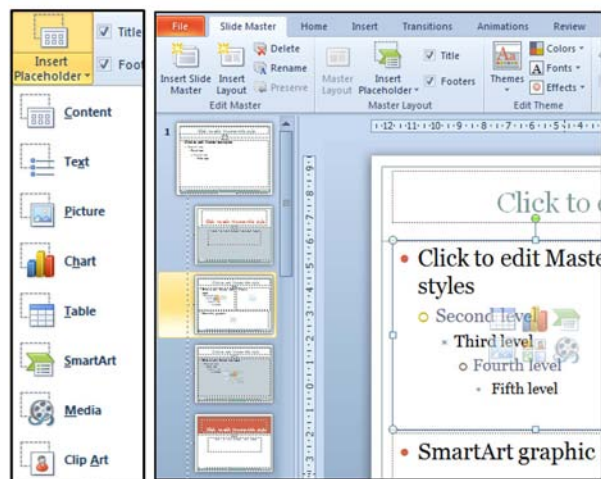 Title
Insert
Placeholder
Foo
Content
Text
Picture
Chart
Table
SmartArt
Media
Clip Art
File Slide Master Home Insert Transitions Animations Review
Insert Slide Master
Insert Layout
Delete
Rename
Preserve
Edit Master
Master Layout
Insert Placeholder
Title
Footers
Master Layout
Themes
Colors
Fonts
Effects
Edit Theme
1
Click to e
Click to edit Maste
styles
Second level
Third level
Fourth level
Fifth level
SmartArt graphic